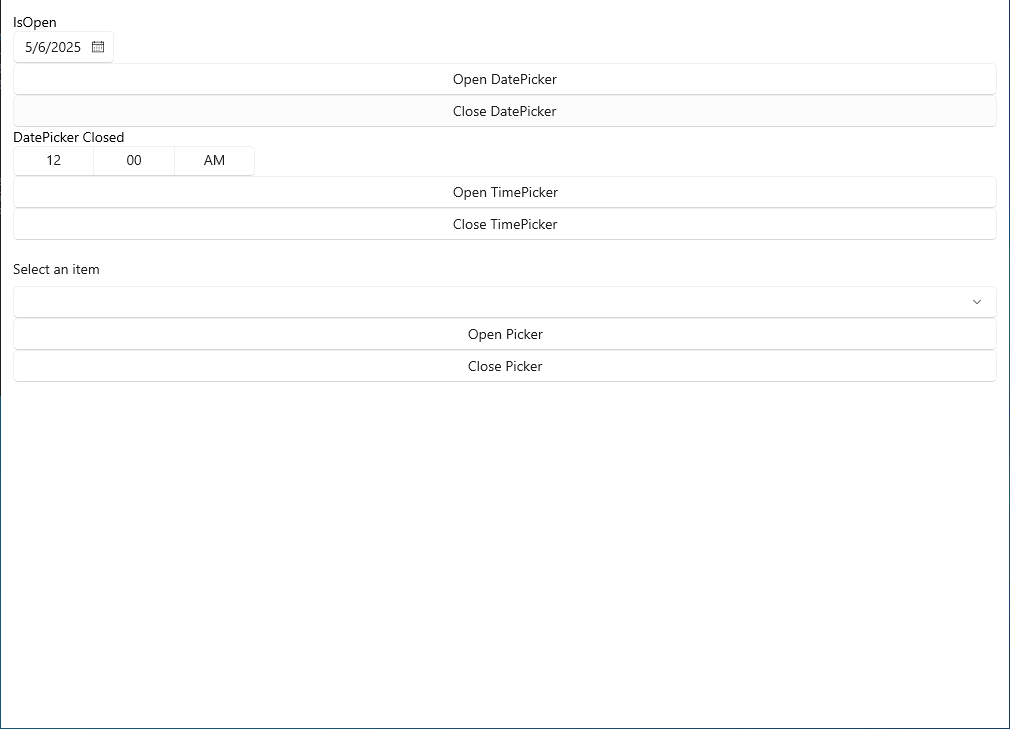 IsOpen
5/6/2025
Open DatePicker
Close DatePicker
DatePicker Closed
12 00 AM
Open TimePicker
Close TimePicker
Select an item
Open Picker
Close Picker